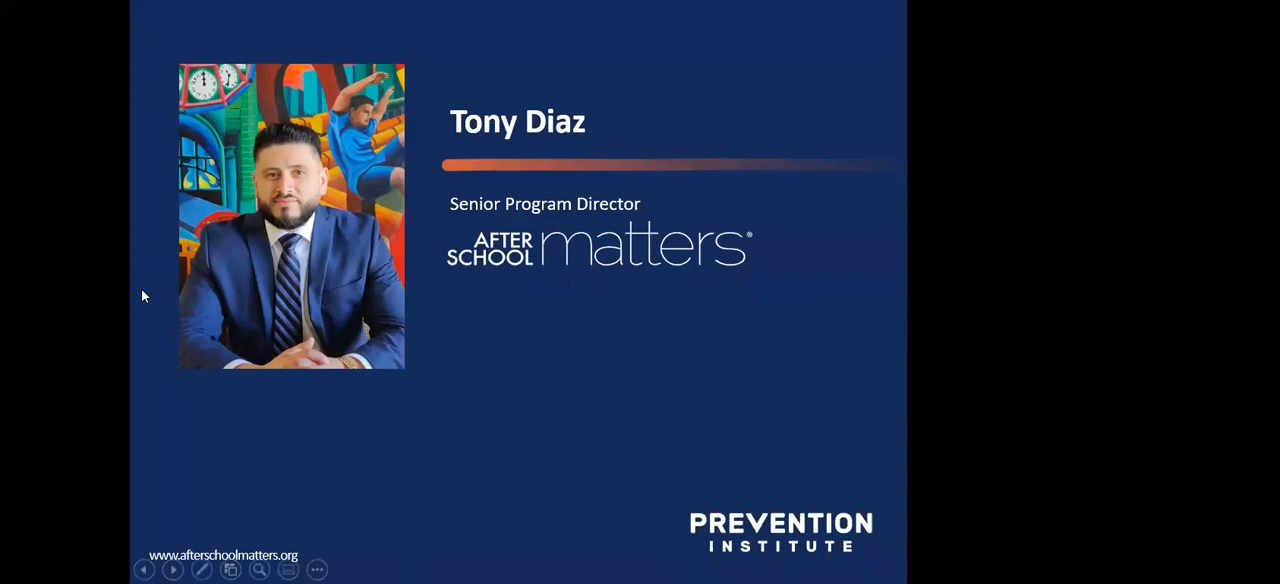 Tony Diaz
Senior Program Director
AFTER
SCHOOL matters®
PREVENTION
INSTITUTE
www.afterschoolmatters.org